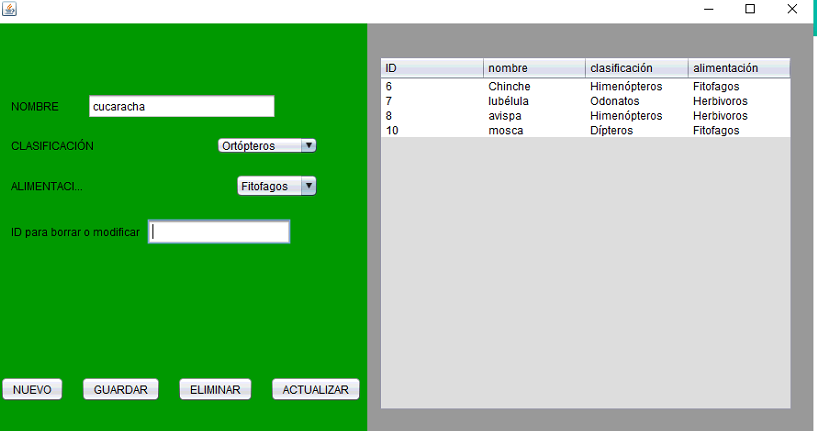 NOMBRE cucaracha
CLASIFICACIÓN Ortópteros
ALIMENTACI... Fitofagos
ID para borrar o modificar
NUEVO GUARDAR ELIMINAR ACTUALIZAR
ID nombre clasificación alimentación
6 Chinche Himenópteros Fitofagos
7 lubélula Odonatos Herbivoros
8 avispa Himenópteros Herbivoros
10 mosca Dípteros Fitofagos